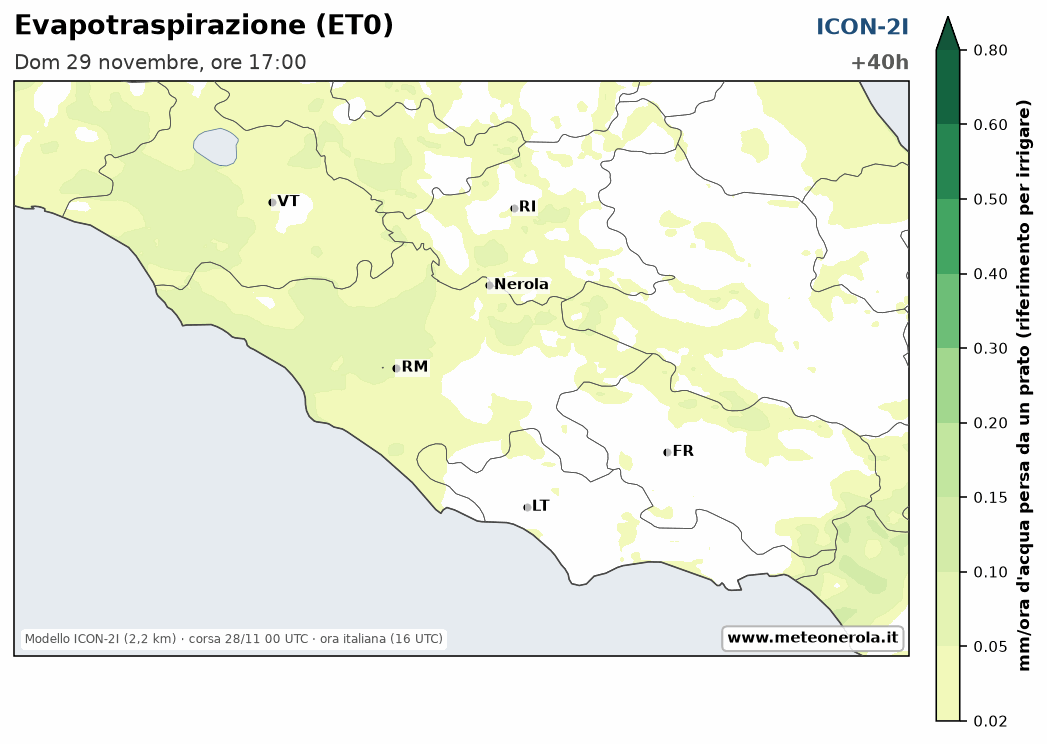 Evapotraspirazione (ET0)
ICON-2I
Dom 29 novembre, ore 17:00
+40h
VT
RI
Nerola
RM
FR
LT
Modello ICON-2I (2,2 km) · corsa 28/11 00 UTC · ora italiana (16 UTC)
www.meteonerola.it
0.80
0.60
0.50
0.40
0.30
0.20
0.15
0.10
0.05
0.02
mm/ora d'acqua persa da un prato (riferimento per irrigare)